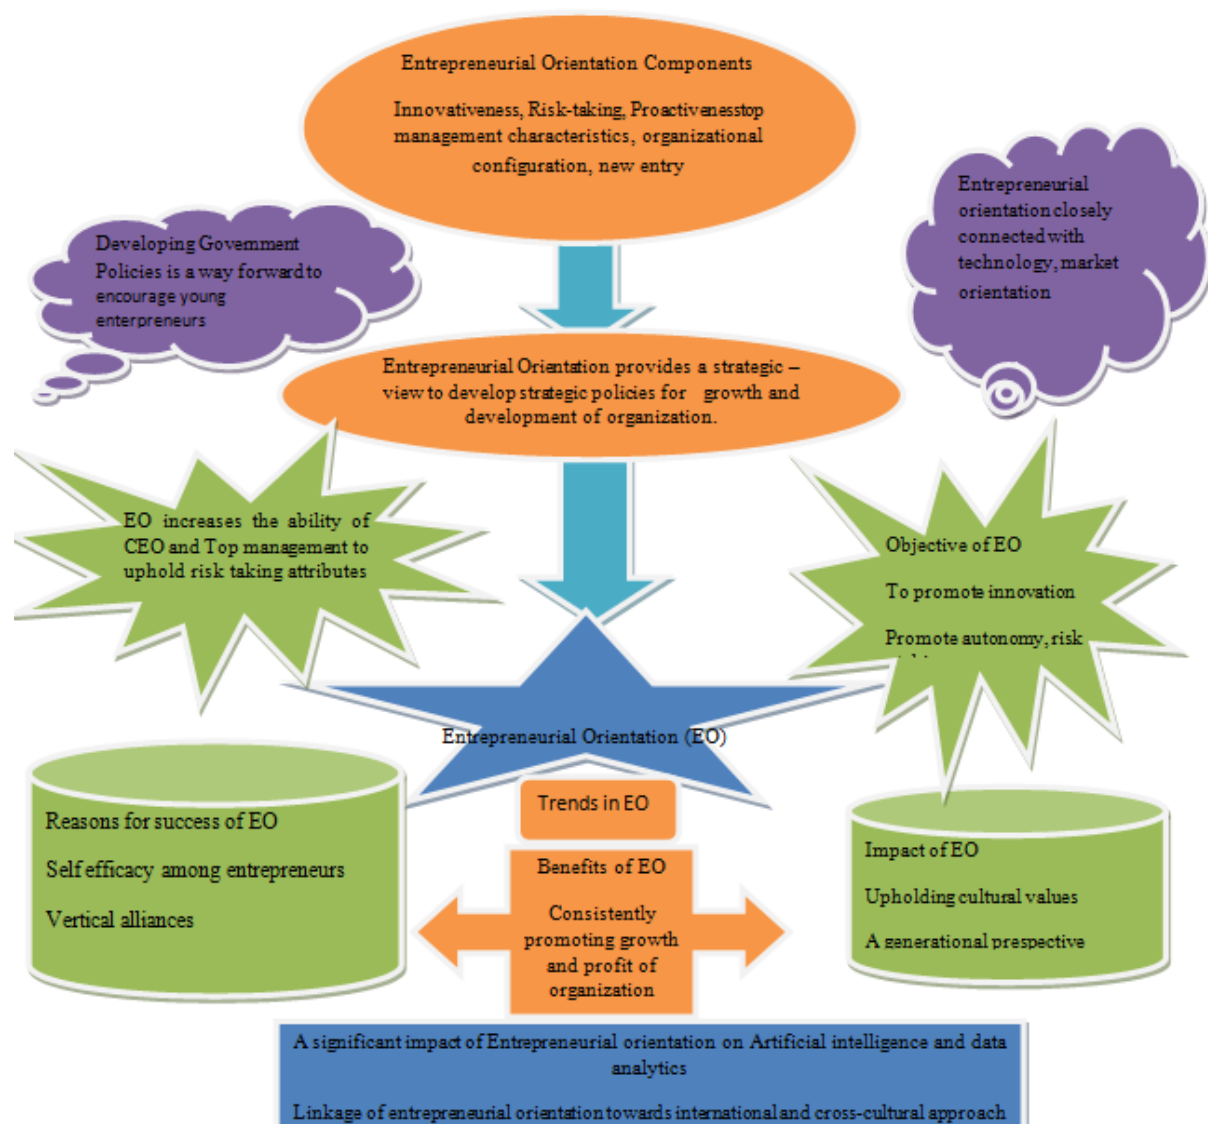 Entrepreneurial Orientation Components
Innovativeness, Risk-taking, Proactivenesstop
management characteristics, organizational
configuration, new entry
Developing Government
Policies is a way forward to
encourage young
enterpreneurs
Entrepreneurial
orientation closely
connected with
technology, market
orientation
Entrepreneurial Orientation provides a strategic –
view to develop strategic policies for growth and
development of organization.
EO increases the ability of
CEO and Top management to
uphold risk taking attributes
Objective of EO
To promote innovation
Promote autonomy, risk
Entrepreneurial Orientation (EO)
Trends in EO
Reasons for success of EO
Self efficacy among entrepreneurs
Vertical alliances
Benefits of EO
Consistently
promoting growth
and profit of
organization
Impact of EO
Upholding cultural values
A generational prespective
A significant impact of Entrepreneurial orientation on Artificial intelligence and data
analytics
Linkage of entrepreneurial orientation towards international and cross-cultural approach